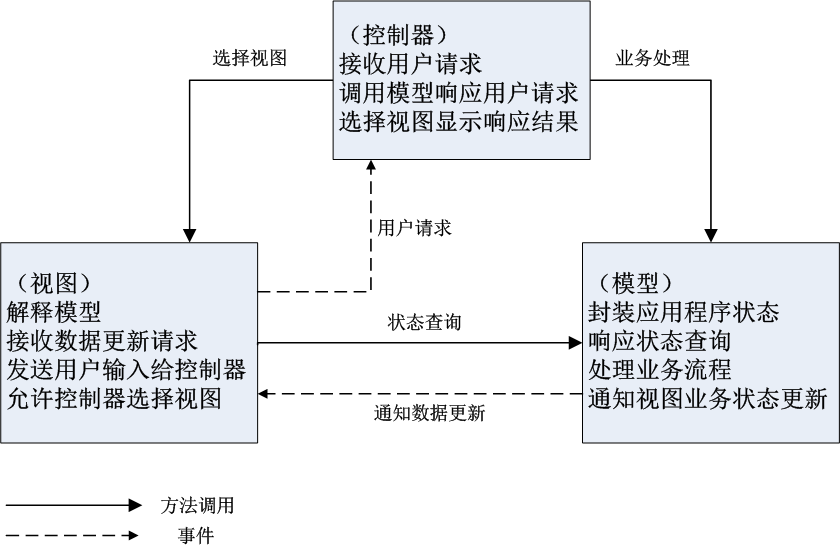 （控制器）
接收用户请求
调用模型响应用户请求
选择视图显示响应结果
选择视图
业务处理
用户请求
（视图）
解释模型
接收数据更新请求
发送用户输入给控制器
允许控制器选择视图
状态查询
通知数据更新
（模型）
封装应用程序状态
响应状态查询
处理业务流程
通知视图业务状态更新
方法调用
事件